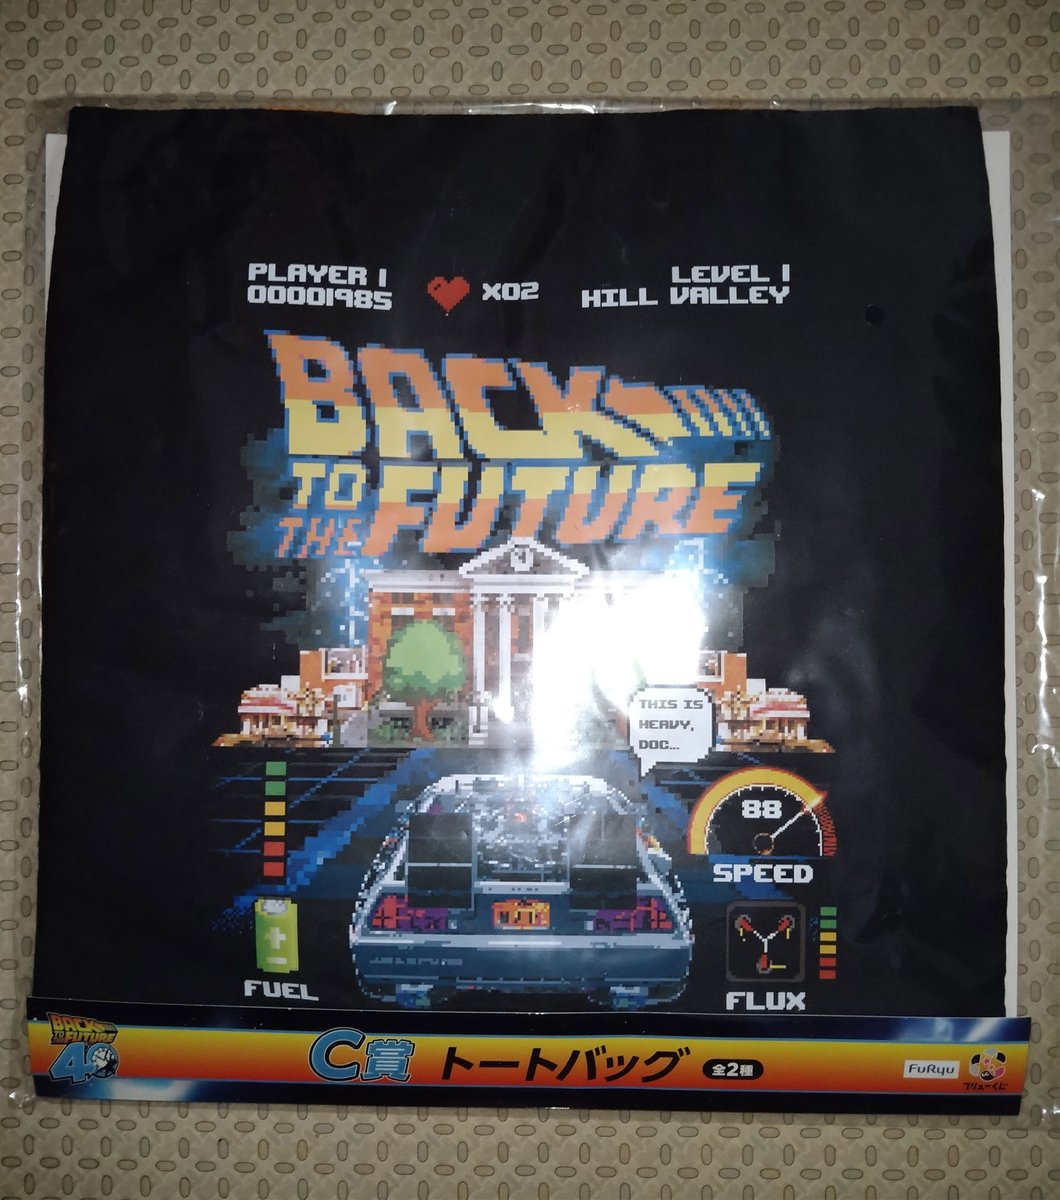 PLAYER 1
00001985
X02
LEVEL 1
HILL VALLEY
BACK
TO THE FUTURE
THIS IS
HEAVY,
DOC...
88
SPEED
FUEL
FLUX
BACK TO THE FUTURE
40
C賞 トートバッグ 全2種
FuRyu
フリューくじ